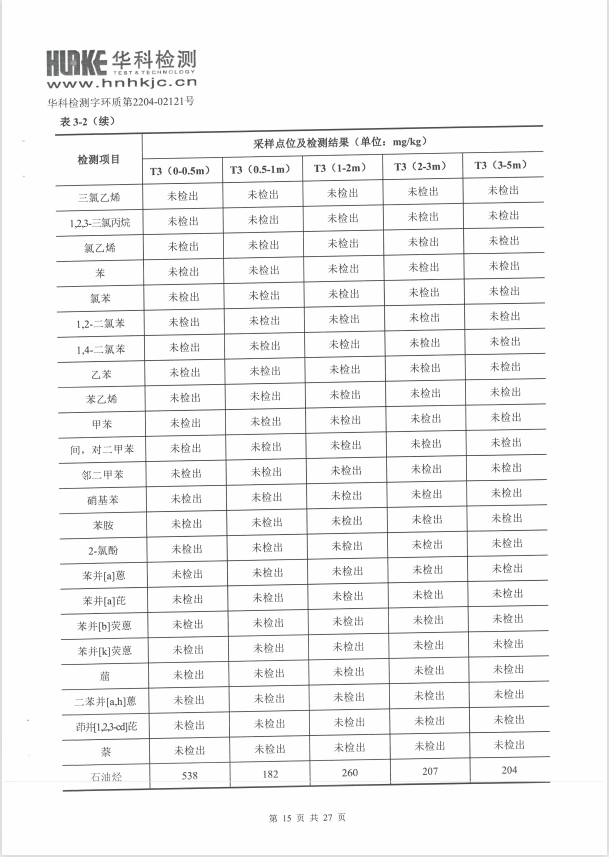 HUAKE 华科检测
TEST & TECHNOLOGY
www.hnhkjc.cn
华科检测字环质第2204-02121号
表 3-2（续）
检测项目 采样点位及检测结果（单位：mg/kg）
T3（0-0.5m） T3（0.5-1m） T3（1-2m） T3（2-3m） T3（3-5m）
三氯乙烯 未检出 未检出 未检出 未检出 未检出
1,2,3-三氯丙烷 未检出 未检出 未检出 未检出 未检出
氯乙烯 未检出 未检出 未检出 未检出 未检出
苯 未检出 未检出 未检出 未检出 未检出
氯苯 未检出 未检出 未检出 未检出 未检出
1,2-二氯苯 未检出 未检出 未检出 未检出 未检出
1,4-二氯苯 未检出 未检出 未检出 未检出 未检出
乙苯 未检出 未检出 未检出 未检出 未检出
苯乙烯 未检出 未检出 未检出 未检出 未检出
甲苯 未检出 未检出 未检出 未检出 未检出
间，对二甲苯 未检出 未检出 未检出 未检出 未检出
邻二甲苯 未检出 未检出 未检出 未检出 未检出
硝基苯 未检出 未检出 未检出 未检出 未检出
苯胺 未检出 未检出 未检出 未检出 未检出
2-氯酚 未检出 未检出 未检出 未检出 未检出
苯并[a]蒽 未检出 未检出 未检出 未检出 未检出
苯并[a]芘 未检出 未检出 未检出 未检出 未检出
苯并[b]荧蒽 未检出 未检出 未检出 未检出 未检出
苯并[k]荧蒽 未检出 未检出 未检出 未检出 未检出
䓛 未检出 未检出 未检出 未检出 未检出
二苯并[a,h]蒽 未检出 未检出 未检出 未检出 未检出
茚并[1,2,3-cd]芘 未检出 未检出 未检出 未检出 未检出
萘 未检出 未检出 未检出 未检出 未检出
石油烃 538 182 260 207 204
第 15 页 共 27 页